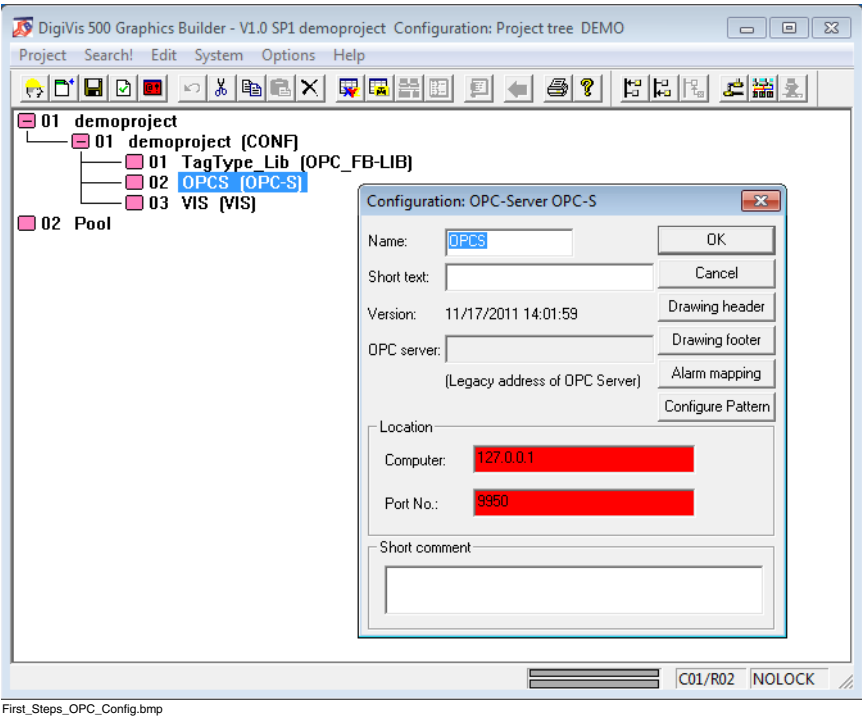 DigiVis 500 Graphics Builder - V1.0 SP1 demoproject Configuration: Project tree DEMO
Project Search! Edit System Options Help
01 demoproject
01 demoproject (CONF)
01 TagType_Lib (OPC_FB-LIB)
02 OPCS (OPC-S)
03 VIS (VIS)
02 Pool
Configuration: OPC-Server OPC-S
Name: OPCS OK
Short text: Cancel
Version: 11/17/2011 14:01:59 Drawing header
OPC server: Drawing footer
(Legacy address of OPC Server) Alarm mapping
Configure Pattern
Location
Computer: 127.0.0.1
Port No.: 9950
Short comment
C01/R02 NOLOCK
First_Steps_OPC_Config.bmp